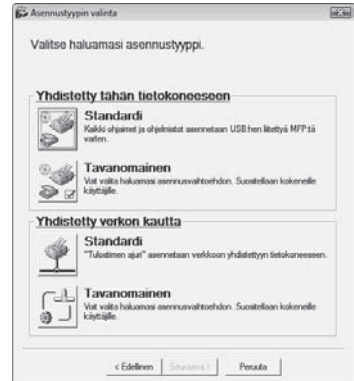 Asennustyypin valinta
Valitse haluamasi asennustyyppi.
Yhdistetty tähän tietokoneeseen
Standardi
Kaikki ohjaimet ja ohjelmistot asennetaan USB:hen liitettyä MFP:tä
varten.
Tavanomainen
Voit valita haluamasi asennusvaihtoehdon. Suositellaan kokeneille
käyttäjille.
Yhdistetty verkon kautta
Standardi
"Tulostimen ajuri" asennetaan verkkoon yhdistettyyn tietokoneeseen.
Tavanomainen
Voit valita haluamasi asennusvaihtoehdon. Suositellaan kokeneille
käyttäjille.
< Edellinen
Seuraava >
Peruuta